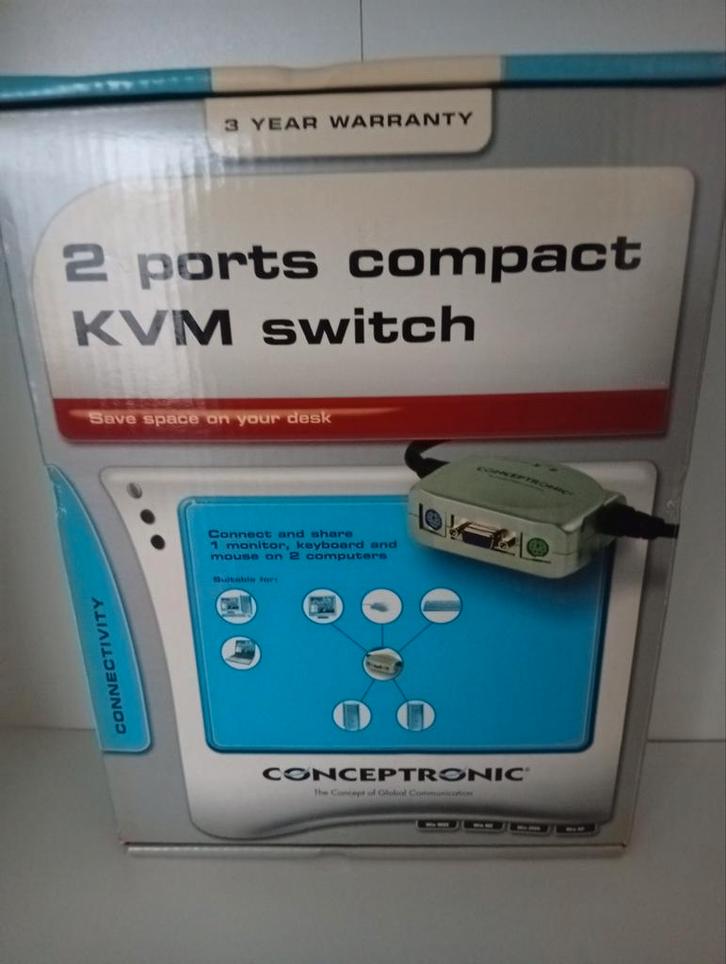 3 YEAR WARRANTY
2 ports compact
KVM switch
Save space on your desk
CONCEPTRONIC
Connect and share
1 monitor, keyboard and
mouse on 2 computers
Suitable for:
CONNECTIVITY
CONCEPTRONIC®
The Concept of Global Communication